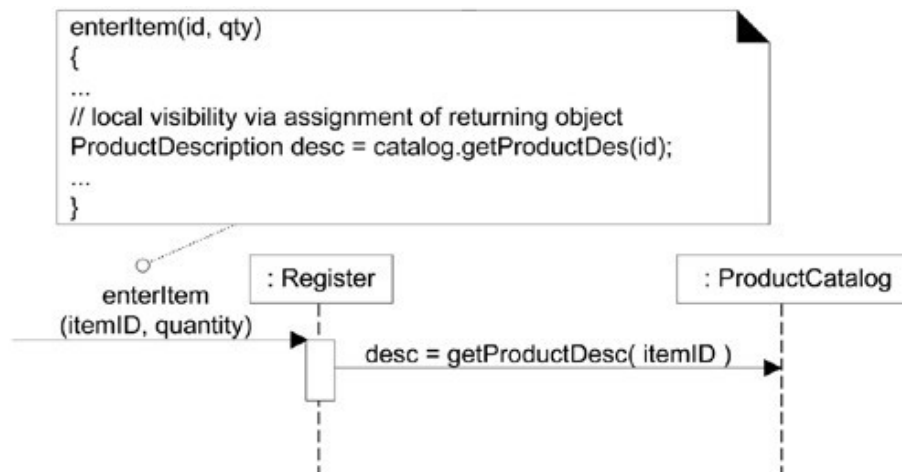 enterItem(id, qty)
{
...
// local visibility via assignment of returning object
ProductDescription desc = catalog.getProductDes(id);
...
}
enterItem
(itemID, quantity)
: Register
: ProductCatalog
desc = getProductDesc( itemID )